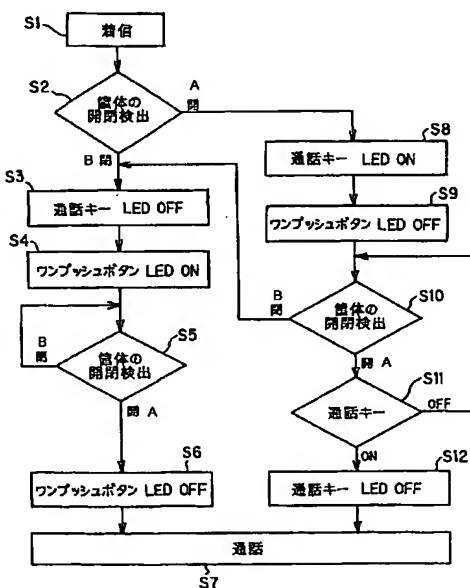 S1
着信
S2
筐体の
開閉検出
A
開
B 閉
S3
通話キー LED OFF
S4
ワンプッシュボタン LED ON
S5
筐体の
開閉検出
B
閉
開 A
S6
ワンプッシュボタン LED OFF
S8
通話キー LED ON
S9
ワンプッシュボタン LED OFF
S10
筐体の
開閉検出
B
閉
開 A
S11
通話キー
OFF
ON
S12
通話キー LED OFF
通話
S7